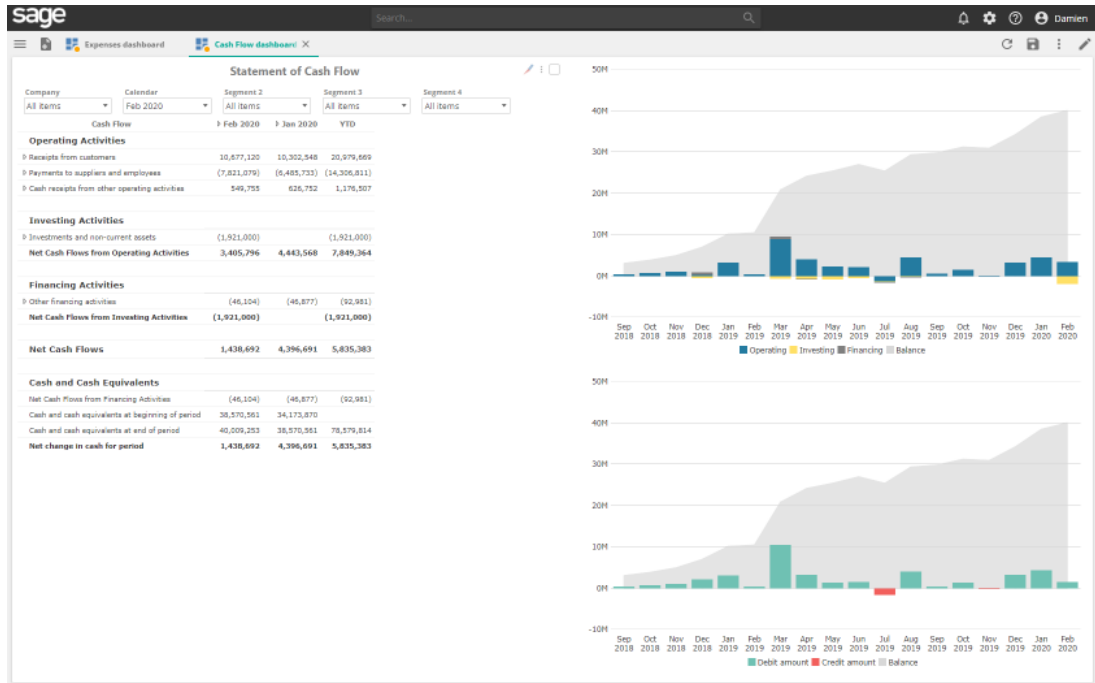 sage
Search...
Damien
Expenses dashboard
Cash Flow dashboard
Statement of Cash Flow
Company Calendar Segment 2 Segment 3 Segment 4
All items Feb 2020 All items All items All items
Cash Flow Feb 2020 Jan 2020 YTD
Operating Activities
Receipts from customers 10,677,120 10,302,548 20,979,669
Payments to suppliers and employees (7,821,079) (6,485,733) (14,306,811)
Cash receipts from other operating activities 549,755 626,752 1,176,507
Investing Activities
Investments and non-current assets (1,921,000) (1,921,000)
Net Cash Flows from Operating Activities 3,405,796 4,443,568 7,849,364
Financing Activities
Other financing activities (46,104) (46,877) (92,981)
Net Cash Flows from Investing Activities (1,921,000) (1,921,000)
Net Cash Flows 1,438,692 4,396,691 5,835,383
Cash and Cash Equivalents
Net Cash Flows from Financing Activities (46,104) (46,877) (92,981)
Cash and cash equivalents at beginning of period 38,570,561 34,173,870
Cash and cash equivalents at end of period 40,009,253 38,570,561 78,579,814
Net change in cash for period 1,438,692 4,396,691 5,835,383
50M
40M
30M
20M
10M
0M
-10M
Sep Oct Nov Dec Jan Feb Mar Apr May Jun Jul Aug Sep Oct Nov Dec Jan Feb
2018 2018 2018 2018 2019 2019 2019 2019 2019 2019 2019 2019 2019 2019 2019 2019 2020 2020
Operating Investing Financing Balance
50M
40M
30M
20M
10M
0M
-10M
Sep Oct Nov Dec Jan Feb Mar Apr May Jun Jul Aug Sep Oct Nov Dec Jan Feb
2018 2018 2018 2018 2019 2019 2019 2019 2019 2019 2019 2019 2019 2019 2019 2019 2020 2020
Debit amount Credit amount Balance